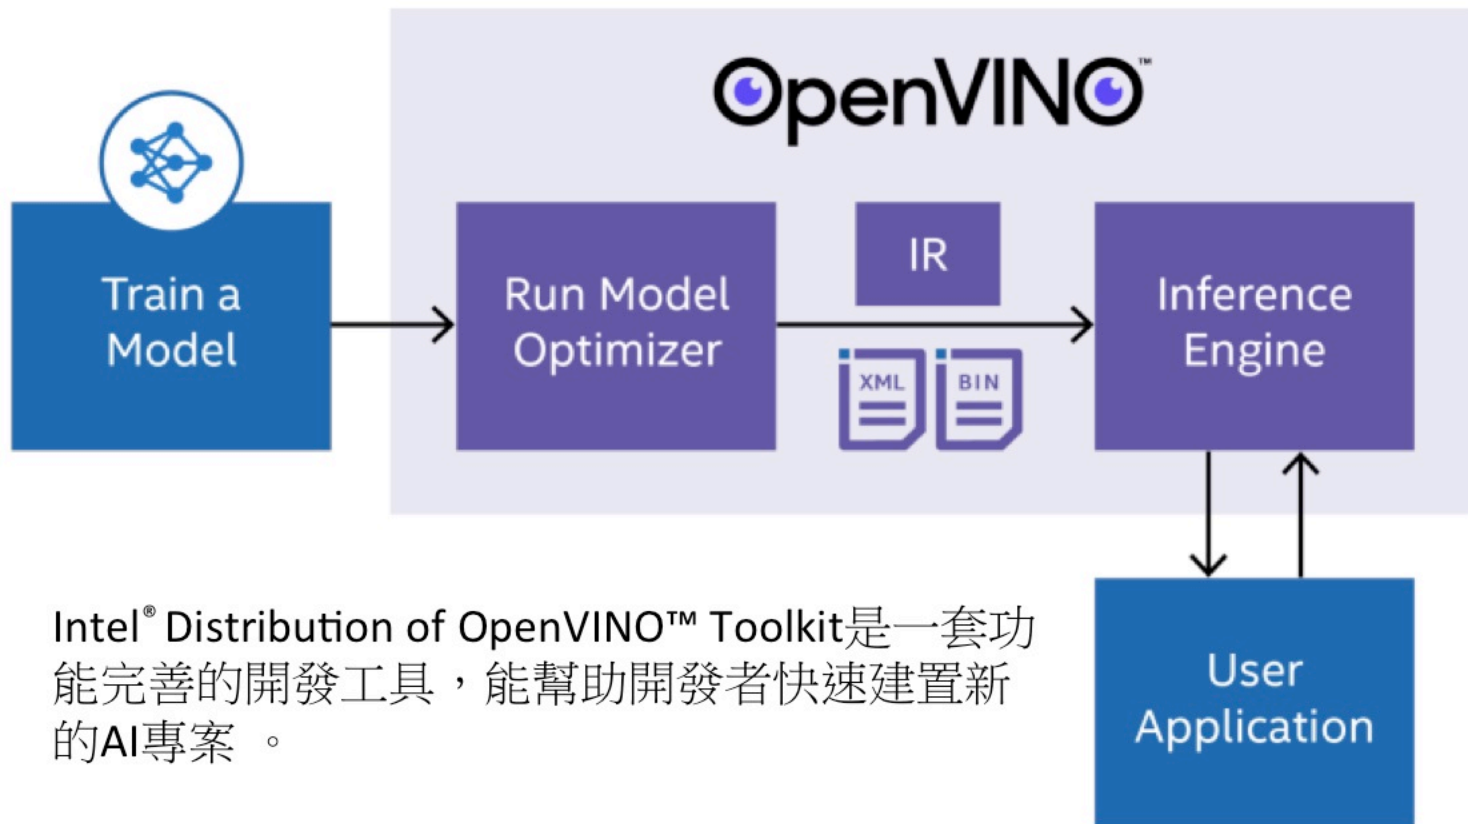 OpenVINO™
Train a
Model
Run Model
Optimizer
IR
XML
BIN
Inference
Engine
Intel® Distribution of OpenVINO™ Toolkit是一套功
能完善的開發工具，能幫助開發者快速建置新
的AI專案 。
User
Application